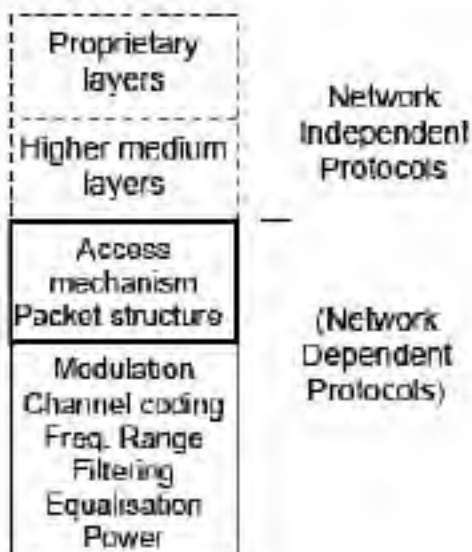 Proprietary
layers
Higher medium
layers
Access
mechanism
Packet structure
Modulation
Channel coding
Freq. Range
Filtering
Equalisation
Power
Network
Independent
Protocols
(Network
Dependent
Protocols)